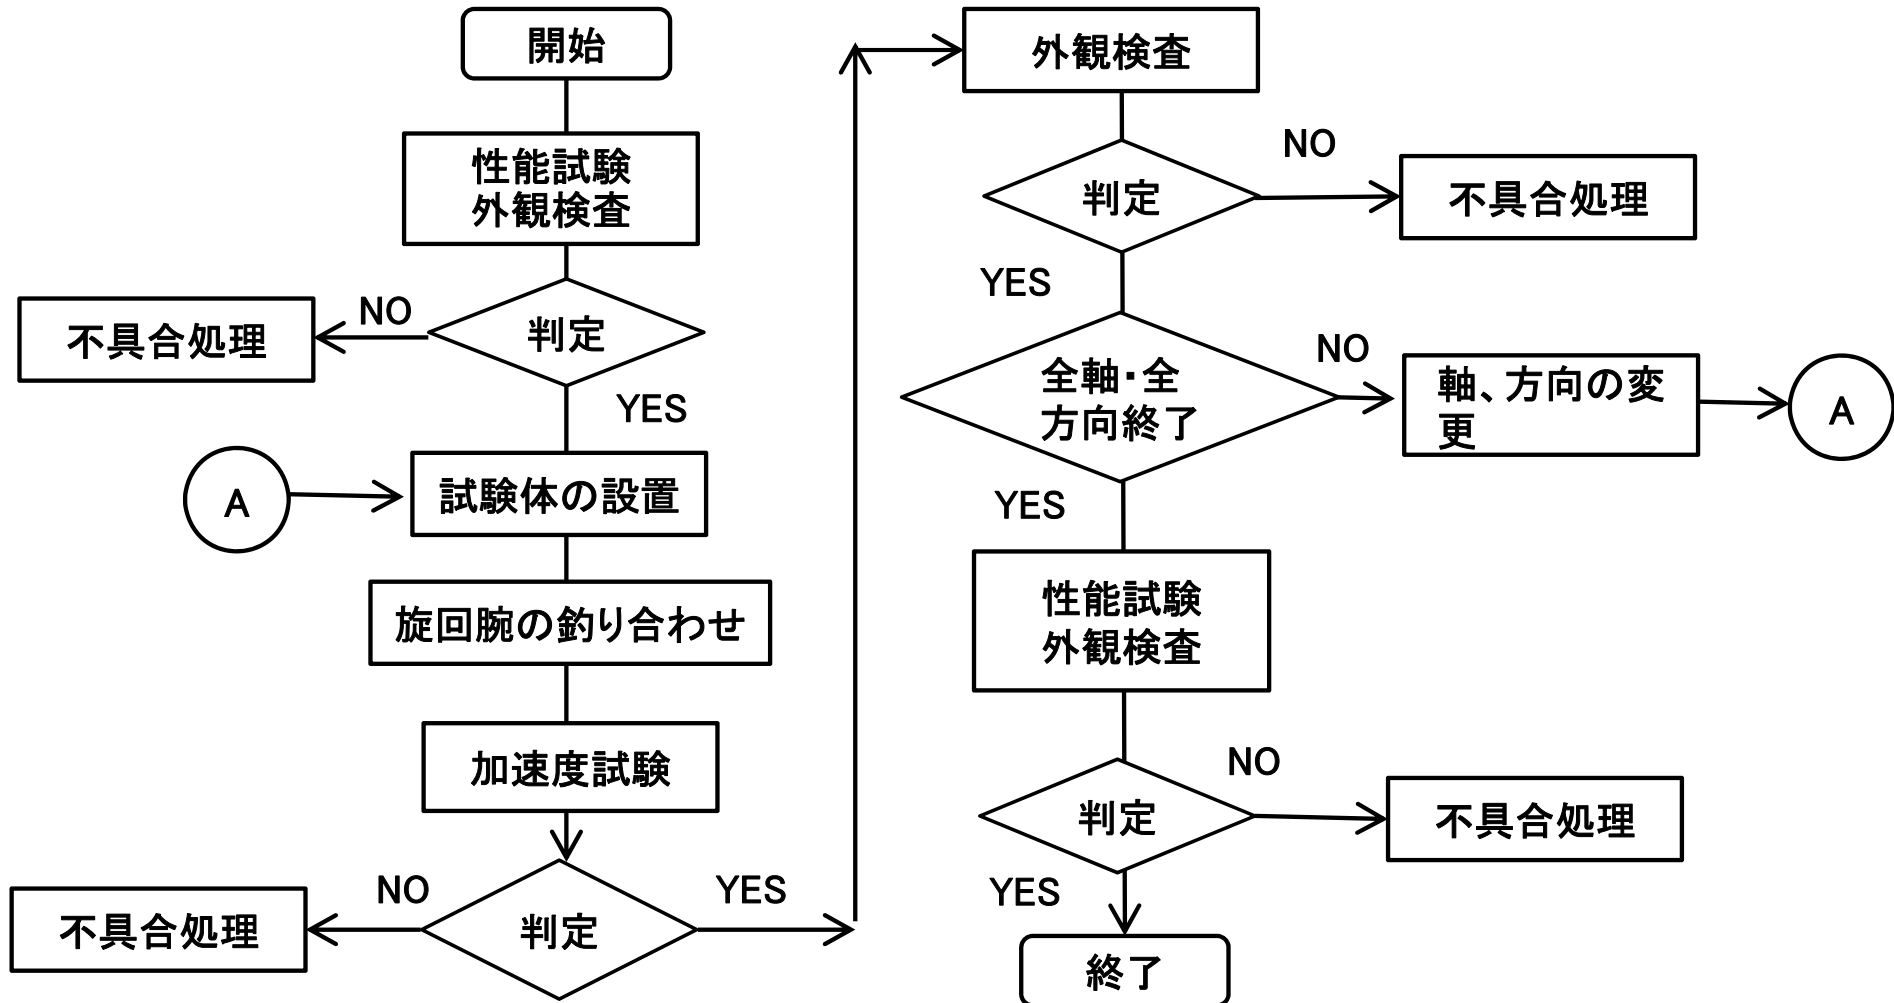 開始
性能試験
外観検査
NO
判定
不具合処理
YES
A
試験体の設置
旋回腕の釣り合わせ
加速度試験
NO
YES
不具合処理
判定
外観検査
NO
判定
不具合処理
YES
NO
全軸・全
方向終了
軸、方向の変
更
A
YES
性能試験
外観検査
NO
判定
不具合処理
YES
終了